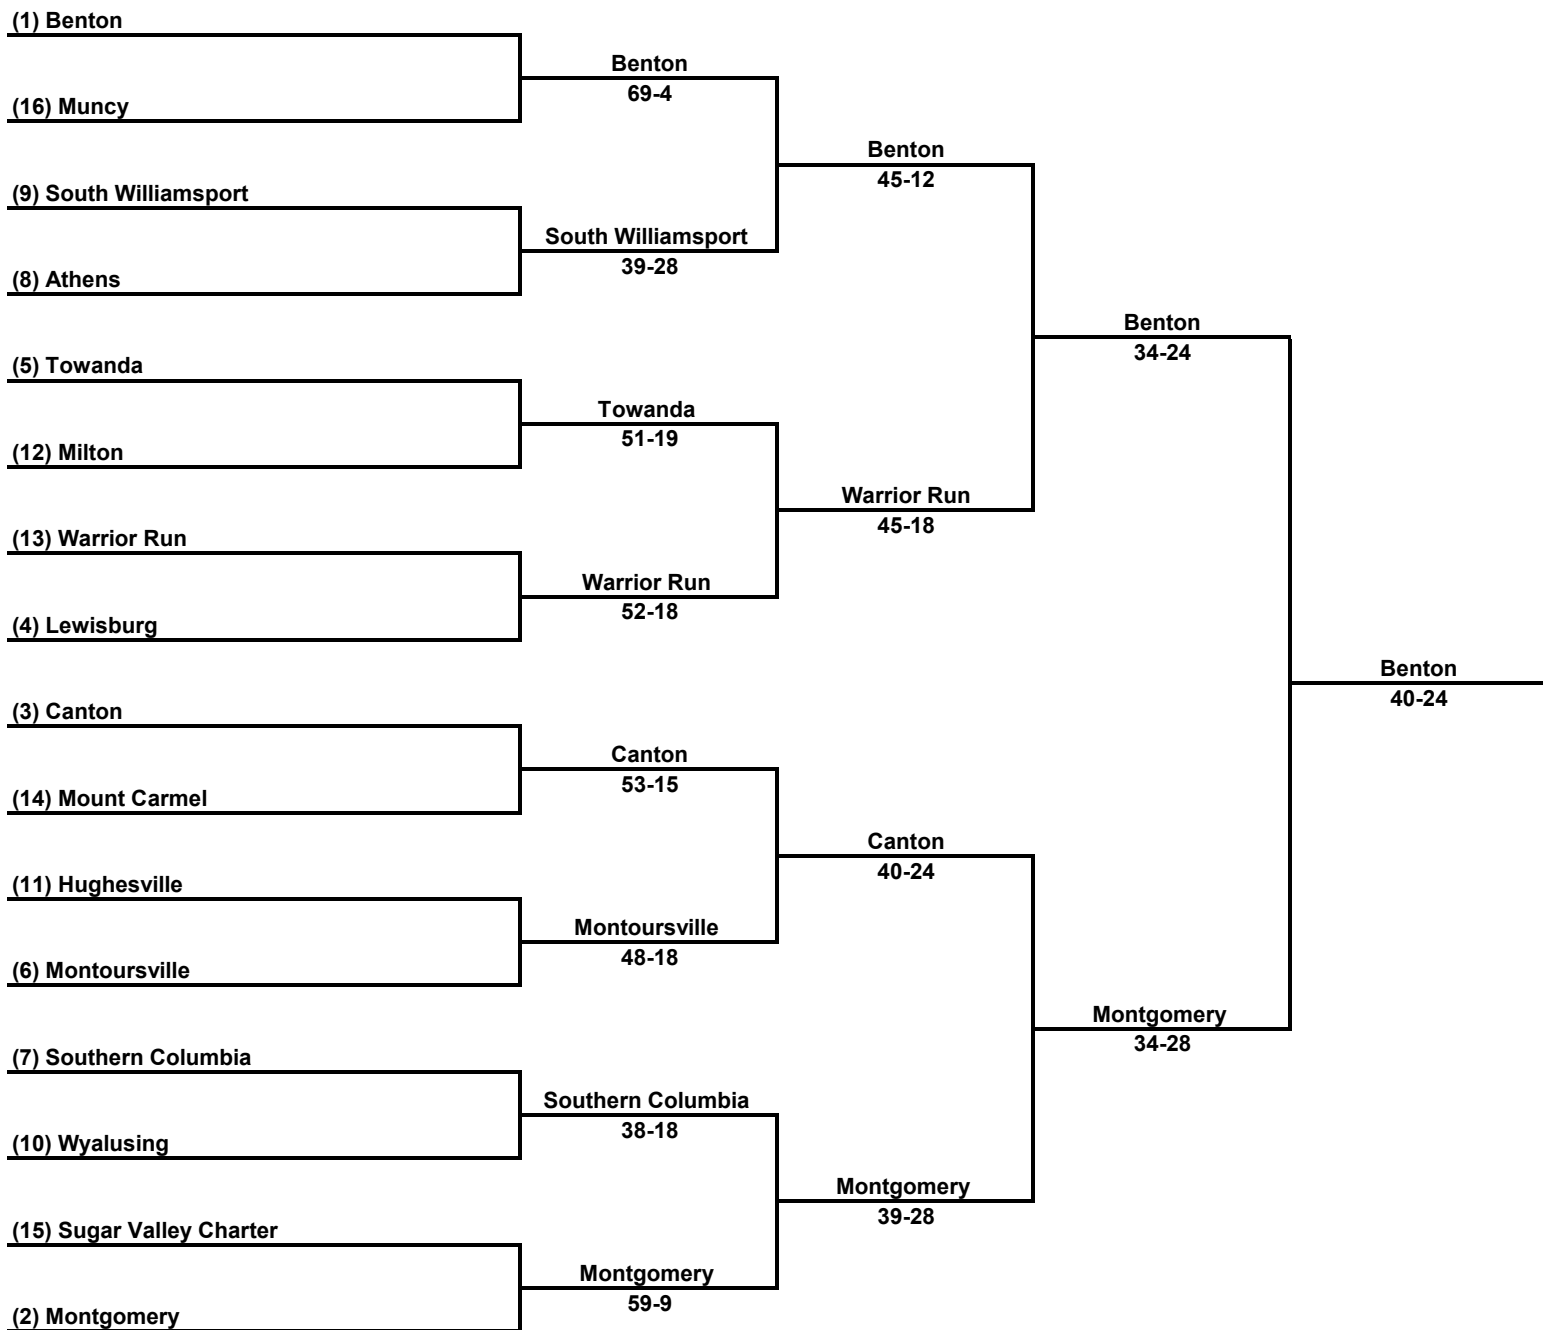 (1) Benton
(16) Muncy
(9) South Williamsport
(8) Athens
(5) Towanda
(12) Milton
(13) Warrior Run
(4) Lewisburg
(3) Canton
(14) Mount Carmel
(11) Hughesville
(6) Montoursville
(7) Southern Columbia
(10) Wyalusing
(15) Sugar Valley Charter
(2) Montgomery
Benton
69-4
South Williamsport
39-28
Towanda
51-19
Warrior Run
52-18
Canton
53-15
Montoursville
48-18
Southern Columbia
38-18
Montgomery
59-9
Benton
45-12
Warrior Run
45-18
Canton
40-24
Montgomery
39-28
Benton
34-24
Montgomery
34-28
Benton
40-24